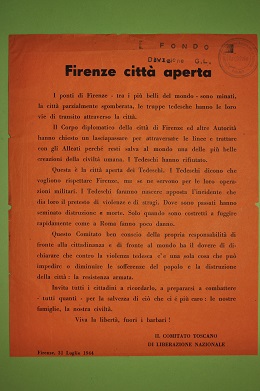 FONDO
Firenze città aperta
I ponti di Firenze - tra i più belli del mondo - sono minati,
la città parzialmente sgomberata, le truppe tedesche hanno le loro
vie di transito attraverso la città.
Il Corpo diplomatico della città di Firenze ed altre Autorità
hanno chiesto un lasciapassare per attraversare le linee e trattare
con gli Alleati perché resti salva al mondo una delle più belle
creazioni della civiltà umana. I Tedeschi hanno rifiutato.
Questa è la città aperta dei Tedeschi. I Tedeschi dicono che
vogliono rispettare Firenze, ma se ne servono per le loro opera-
zioni militari. I Tedeschi faranno nascere apposta l'incidente che
dia loro il pretesto di violenze e di stragi. Dove sono passati hanno
seminato distruzione e morte. Solo quando sono costretti a fuggire
rapidamente come a Roma fanno poco danno.
Questo Comitato ben conscio della propria responsabilità di
fronte alla cittadinanza e di fronte al mondo ha il dovere di di-
chiarare che contro la violenza tedesca c'è una sola cosa che può
impedire o diminuire le sofferenze del popolo e la distruzione
della città: la resistenza armata.
Invita tutti i cittadini a ricordarlo, a prepararsi a combattere
- tutti quanti - per la salvezza di ciò che ci è più caro: le nostre
famiglie, la nostra civiltà.
Viva la libertà, fuori i barbari!
IL COMITATO TOSCANO
DI LIBERAZIONE NAZIONALE
Firenze, 31 Luglio 1944